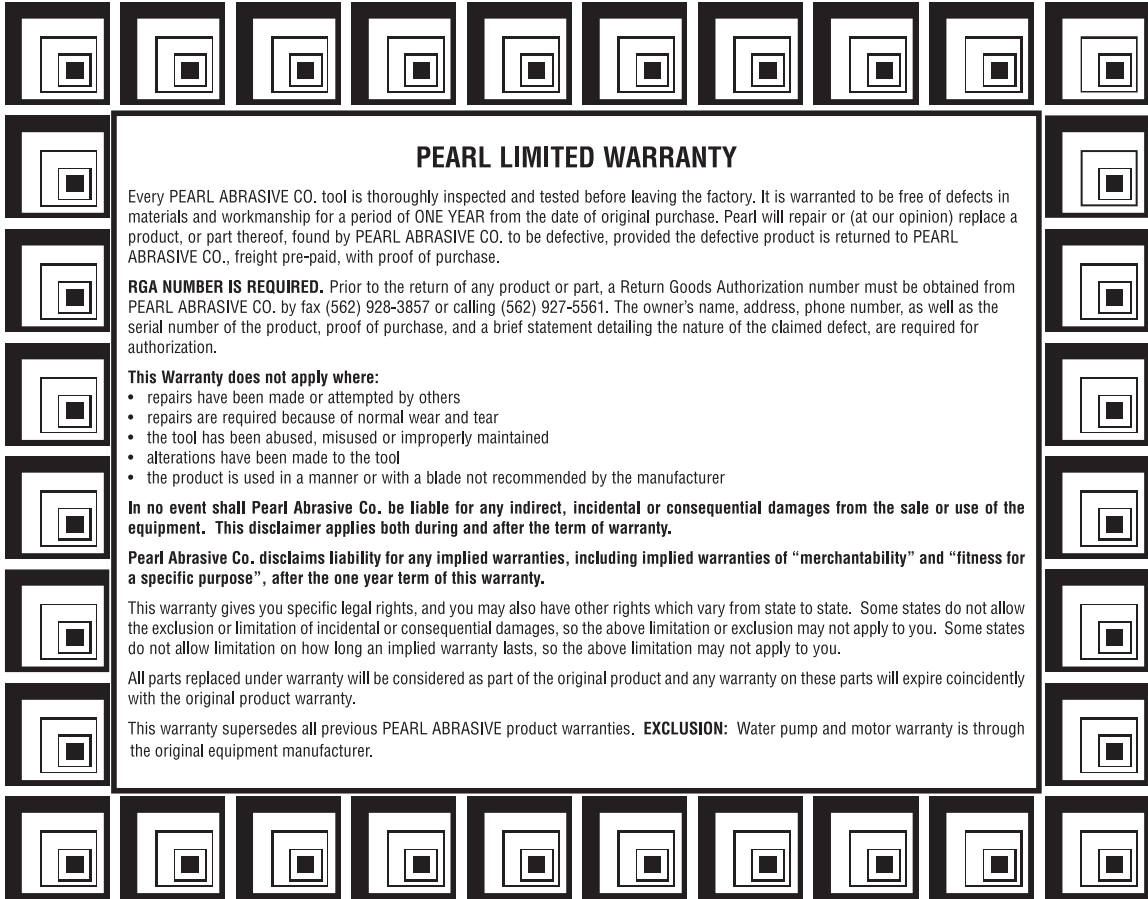 PEARL LIMITED WARRANTY
Every PEARL ABRASIVE CO. tool is thoroughly inspected and tested before leaving the factory. It is warranted to be free of defects in
materials and workmanship for a period of ONE YEAR from the date of original purchase. Pearl will repair or (at our opinion) replace a
product, or part thereof, found by PEARL ABRASIVE CO. to be defective, provided the defective product is returned to PEARL
ABRASIVE CO., freight pre-paid, with proof of purchase.
RGA NUMBER IS REQUIRED. Prior to the return of any product or part, a Return Goods Authorization number must be obtained from
PEARL ABRASIVE CO. by fax (562) 928-3857 or calling (562) 927-5561. The owner's name, address, phone number, as well as the
serial number of the product, proof of purchase, and a brief statement detailing the nature of the claimed defect, are required for
authorization.
This Warranty does not apply where:
• repairs have been made or attempted by others
• repairs are required because of normal wear and tear
• the tool has been abused, misused or improperly maintained
• alterations have been made to the tool
• the product is used in a manner or with a blade not recommended by the manufacturer
In no event shall Pearl Abrasive Co. be liable for any indirect, incidental or consequential damages from the sale or use of the
equipment. This disclaimer applies both during and after the term of warranty.
Pearl Abrasive Co. disclaims liability for any implied warranties, including implied warranties of “merchantability” and “fitness for
a specific purpose”, after the one year term of this warranty.
This warranty gives you specific legal rights, and you may also have other rights which vary from state to state. Some states do not allow
the exclusion or limitation of incidental or consequential damages, so the above limitation or exclusion may not apply to you. Some states
do not allow limitation on how long an implied warranty lasts, so the above limitation may not apply to you.
All parts replaced under warranty will be considered as part of the original product and any warranty on these parts will expire coincidently
with the original product warranty.
This warranty supersedes all previous PEARL ABRASIVE product warranties. EXCLUSION: Water pump and motor warranty is through
the original equipment manufacturer.